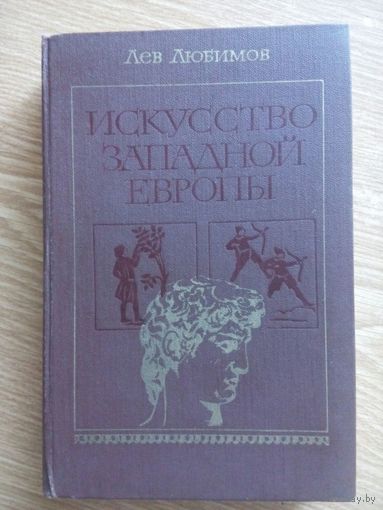 Лев Любимов
Искусство
Западной
Европы